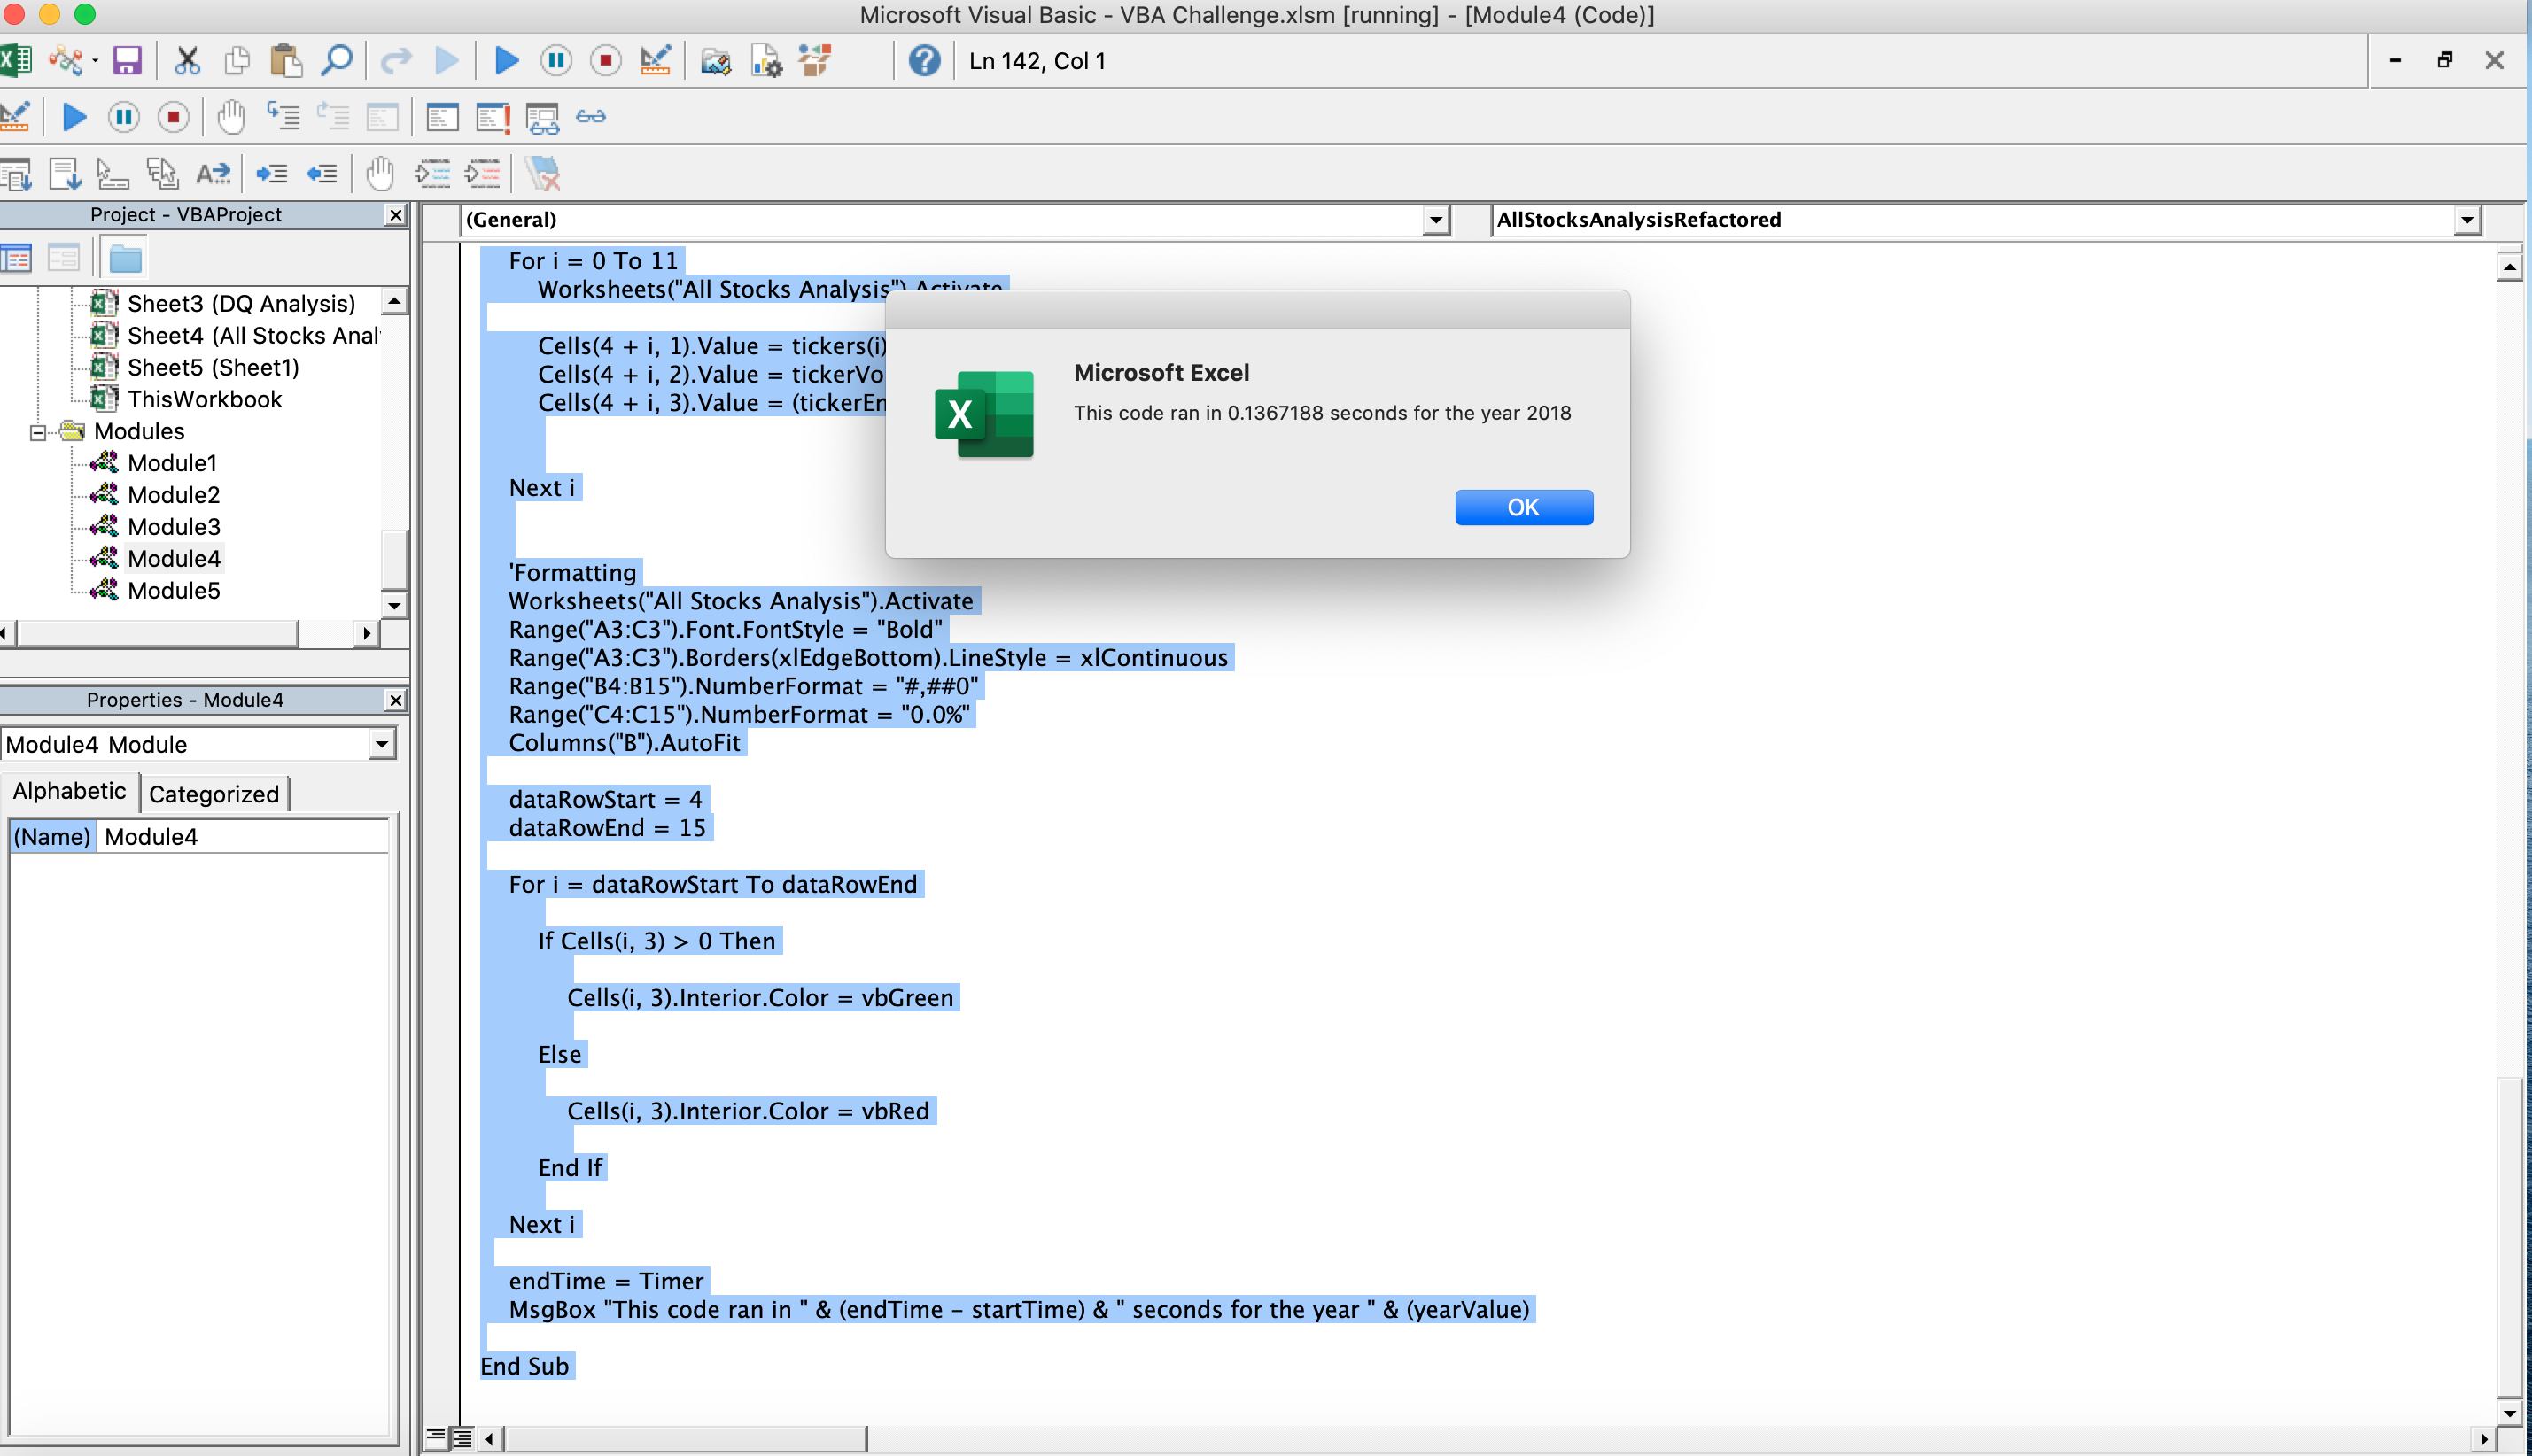 Microsoft Visual Basic - VBA Challenge.xlsm [running] - [Module4 (Code)]
Ln 142, Col 1
Project - VBAProject
Sheet3 (DQ Analysis)
Sheet4 (All Stocks Anal
Sheet5 (Sheet1)
ThisWorkbook
Modules
Module1
Module2
Module3
Module4
Module5
Properties - Module4
Module4 Module
Alphabetic
Categorized
(Name)
Module4
(General)
AllStocksAnalysisRefactored
For i = 0 To 11
Worksheets("All Stocks Analysis").Activate
Cells(4 + i, 1).Value = tickers(i)
Cells(4 + i, 2).Value = tickerVo
Cells(4 + i, 3).Value = (tickerEn
Next i
'Formatting
Worksheets("All Stocks Analysis").Activate
Range("A3:C3").Font.FontStyle = "Bold"
Range("A3:C3").Borders(xlEdgeBottom).LineStyle = xlContinuous
Range("B4:B15").NumberFormat = "#,##0"
Range("C4:C15").NumberFormat = "0.0%"
Columns("B").AutoFit
dataRowStart = 4
dataRowEnd = 15
For i = dataRowStart To dataRowEnd
If Cells(i, 3) > 0 Then
Cells(i, 3).Interior.Color = vbGreen
Else
Cells(i, 3).Interior.Color = vbRed
End If
Next i
endTime = Timer
MsgBox "This code ran in " & (endTime - startTime) & " seconds for the year " & (yearValue)
End Sub
Microsoft Excel
This code ran in 0.1367188 seconds for the year 2018
OK